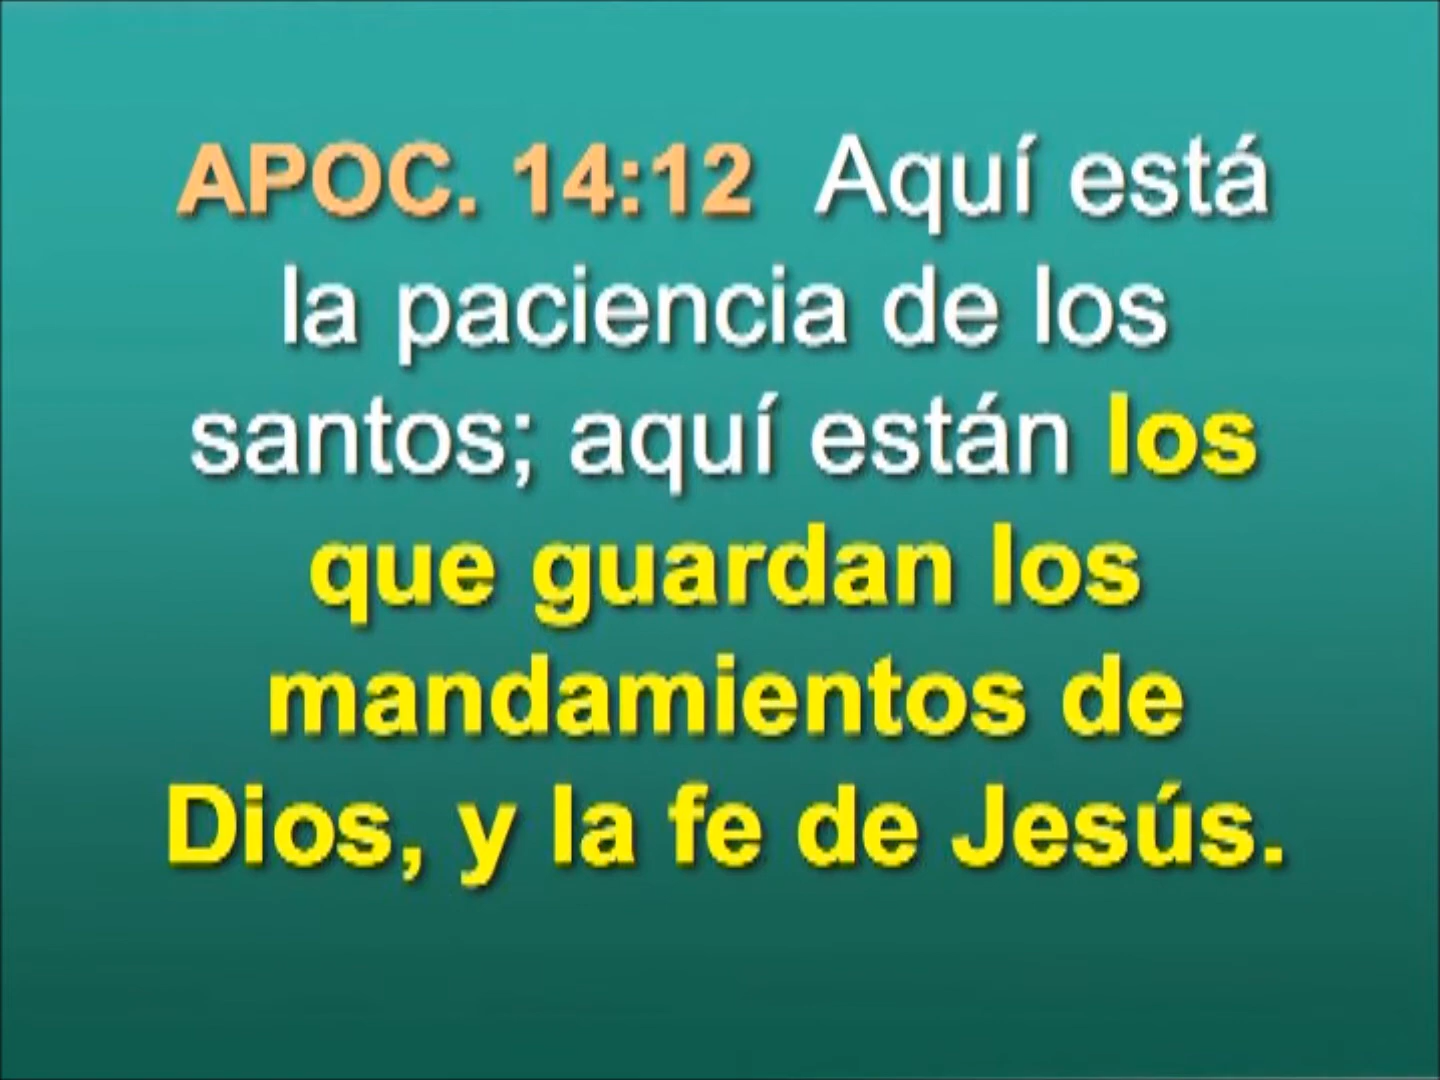 APOC. 14:12 Aquí está
la paciencia de los
santos; aquí están los
que guardan los
mandamientos de
Dios, y la fe de Jesús.